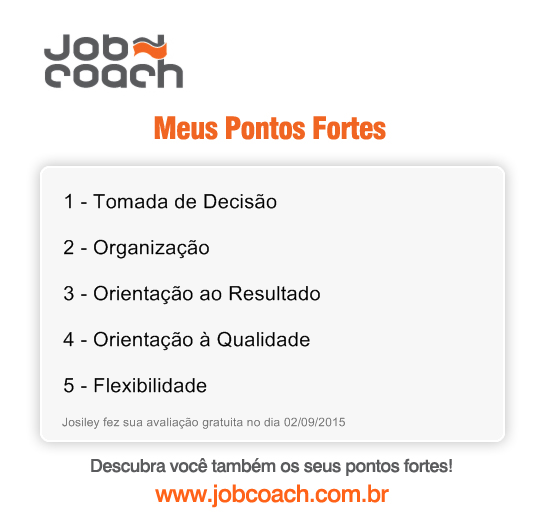 Job
coach
Meus Pontos Fortes
1 - Tomada de Decisão
2 - Organização
3 - Orientação ao Resultado
4 - Orientação à Qualidade
5 - Flexibilidade
Josiley fez sua avaliação gratuita no dia 02/09/2015
Descubra você também os seus pontos fortes!
www.jobcoach.com.br